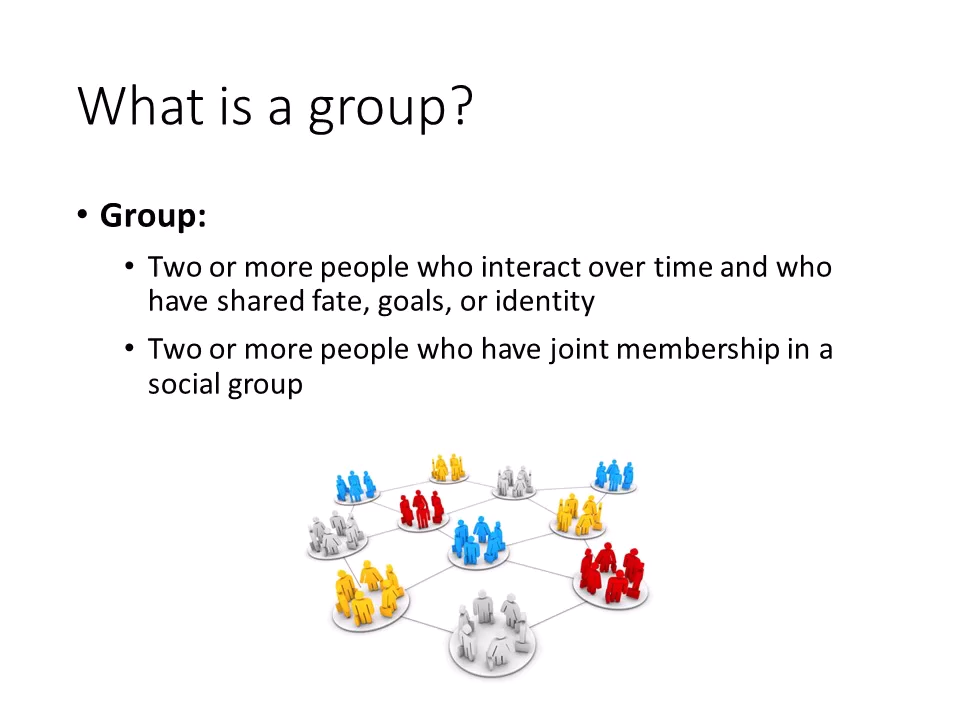 What is a group?
• Group:
• Two or more people who interact over time and who
have shared fate, goals, or identity
• Two or more people who have joint membership in a
social group